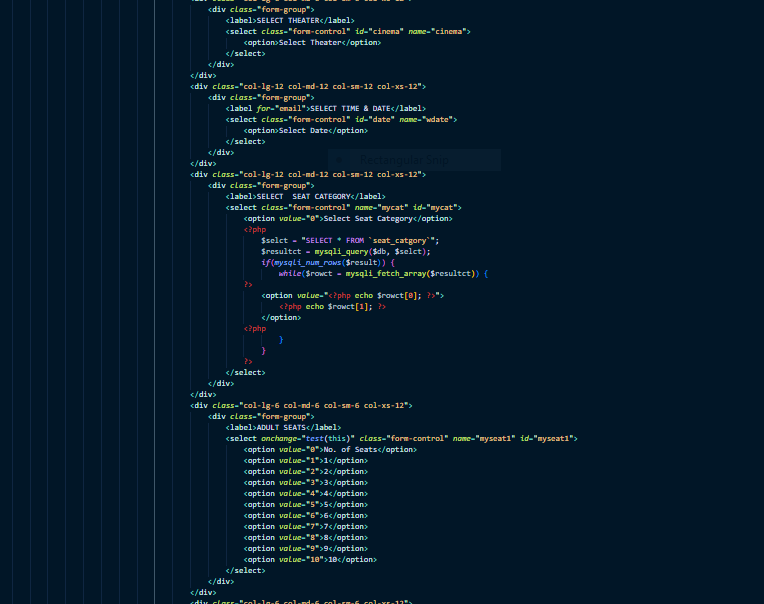 <div class="form-group">
<label>SELECT THEATER</label>
<select class="form-control" id="cinema" name="cinema">
<option>Select Theater</option>
</select>
</div>
</div>
<div class="col-lg-12 col-md-12 col-sm-12 col-xs-12">
<div class="form-group">
<label for="email">SELECT TIME & DATE</label>
<select class="form-control" id="date" name="wdate">
<option>Select Date</option>
</select>
</div>
Rectangular Snip
</div>
<div class="col-lg-12 col-md-12 col-sm-12 col-xs-12">
<div class="form-group">
<label>SELECT  SEAT CATEGORY</label>
<select class="form-control" name="mycat" id="mycat">
<option value="0">Select Seat Category</option>
<?php
$selct = "SELECT * FROM `seat_catgory`";
$resultct = mysqli_query($db, $selct);
if(mysqli_num_rows($result)) {
while($rowct = mysqli_fetch_array($resultct)) {
?>
<option value="<?php echo $rowct[0]; ?>">
<?php echo $rowct[1]; ?>
</option>
<?php
}
}
?>
</select>
</div>
</div>
<div class="col-lg-6 col-md-6 col-sm-6 col-xs-12">
<div class="form-group">
<label>ADULT SEATS</label>
<select onchange="test(this)" class="form-control" name="myseat1" id="myseat1">
<option value="0">No. of Seats</option>
<option value="1">1</option>
<option value="2">2</option>
<option value="3">3</option>
<option value="4">4</option>
<option value="5">5</option>
<option value="6">6</option>
<option value="7">7</option>
<option value="8">8</option>
<option value="9">9</option>
<option value="10">10</option>
</select>
</div>
</div>
<div class="col-lg-6 col-md-6 col-sm-6 col-xs-12">